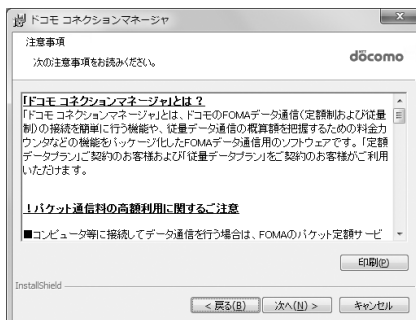 ドコモ コネクションマネージャ
注意事項
次の注意事項をお読みください。
döcomo
「ドコモ コネクションマネージャ」とは？
「ドコモ コネクションマネージャ」とは、ドコモのFOMAデータ通信(定額制および従量
制)の接続を簡単に行う機能や、従量データ通信の概算額を把握するための料金カ
ウンタなどの機能をパッケージ化したFOMAデータ通信用のソフトウェアです。「定額
データプラン」ご契約のお客様および「従量データプラン」をご契約のお客様がご利用
いただけます。
！パケット通信料の高額利用に関するご注意
■コンピュータ等に接続してデータ通信を行う場合は、FOMAのパケット定額サービ
印刷(P)
InstallShield
< 戻る(B)
次へ(N) >
キャンセル